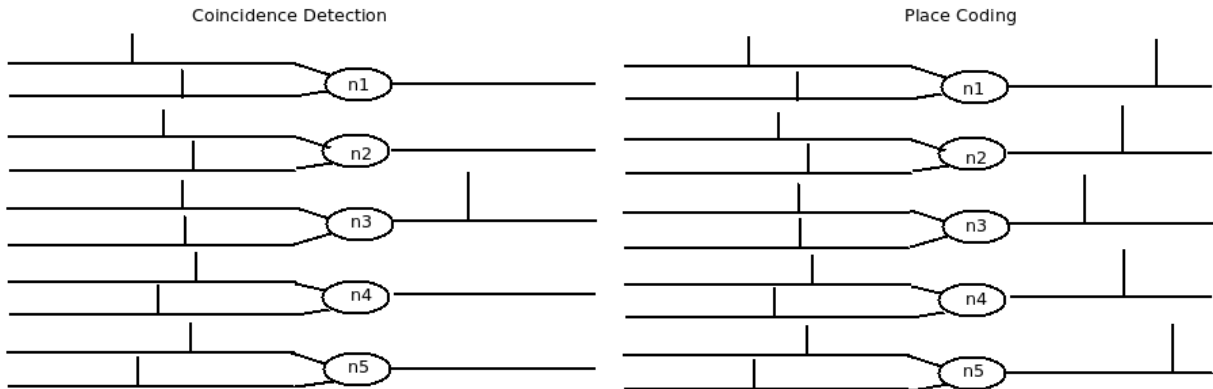 Coincidence Detection
n1
n2
n3
n4
n5
Place Coding
n1
n2
n3
n4
n5